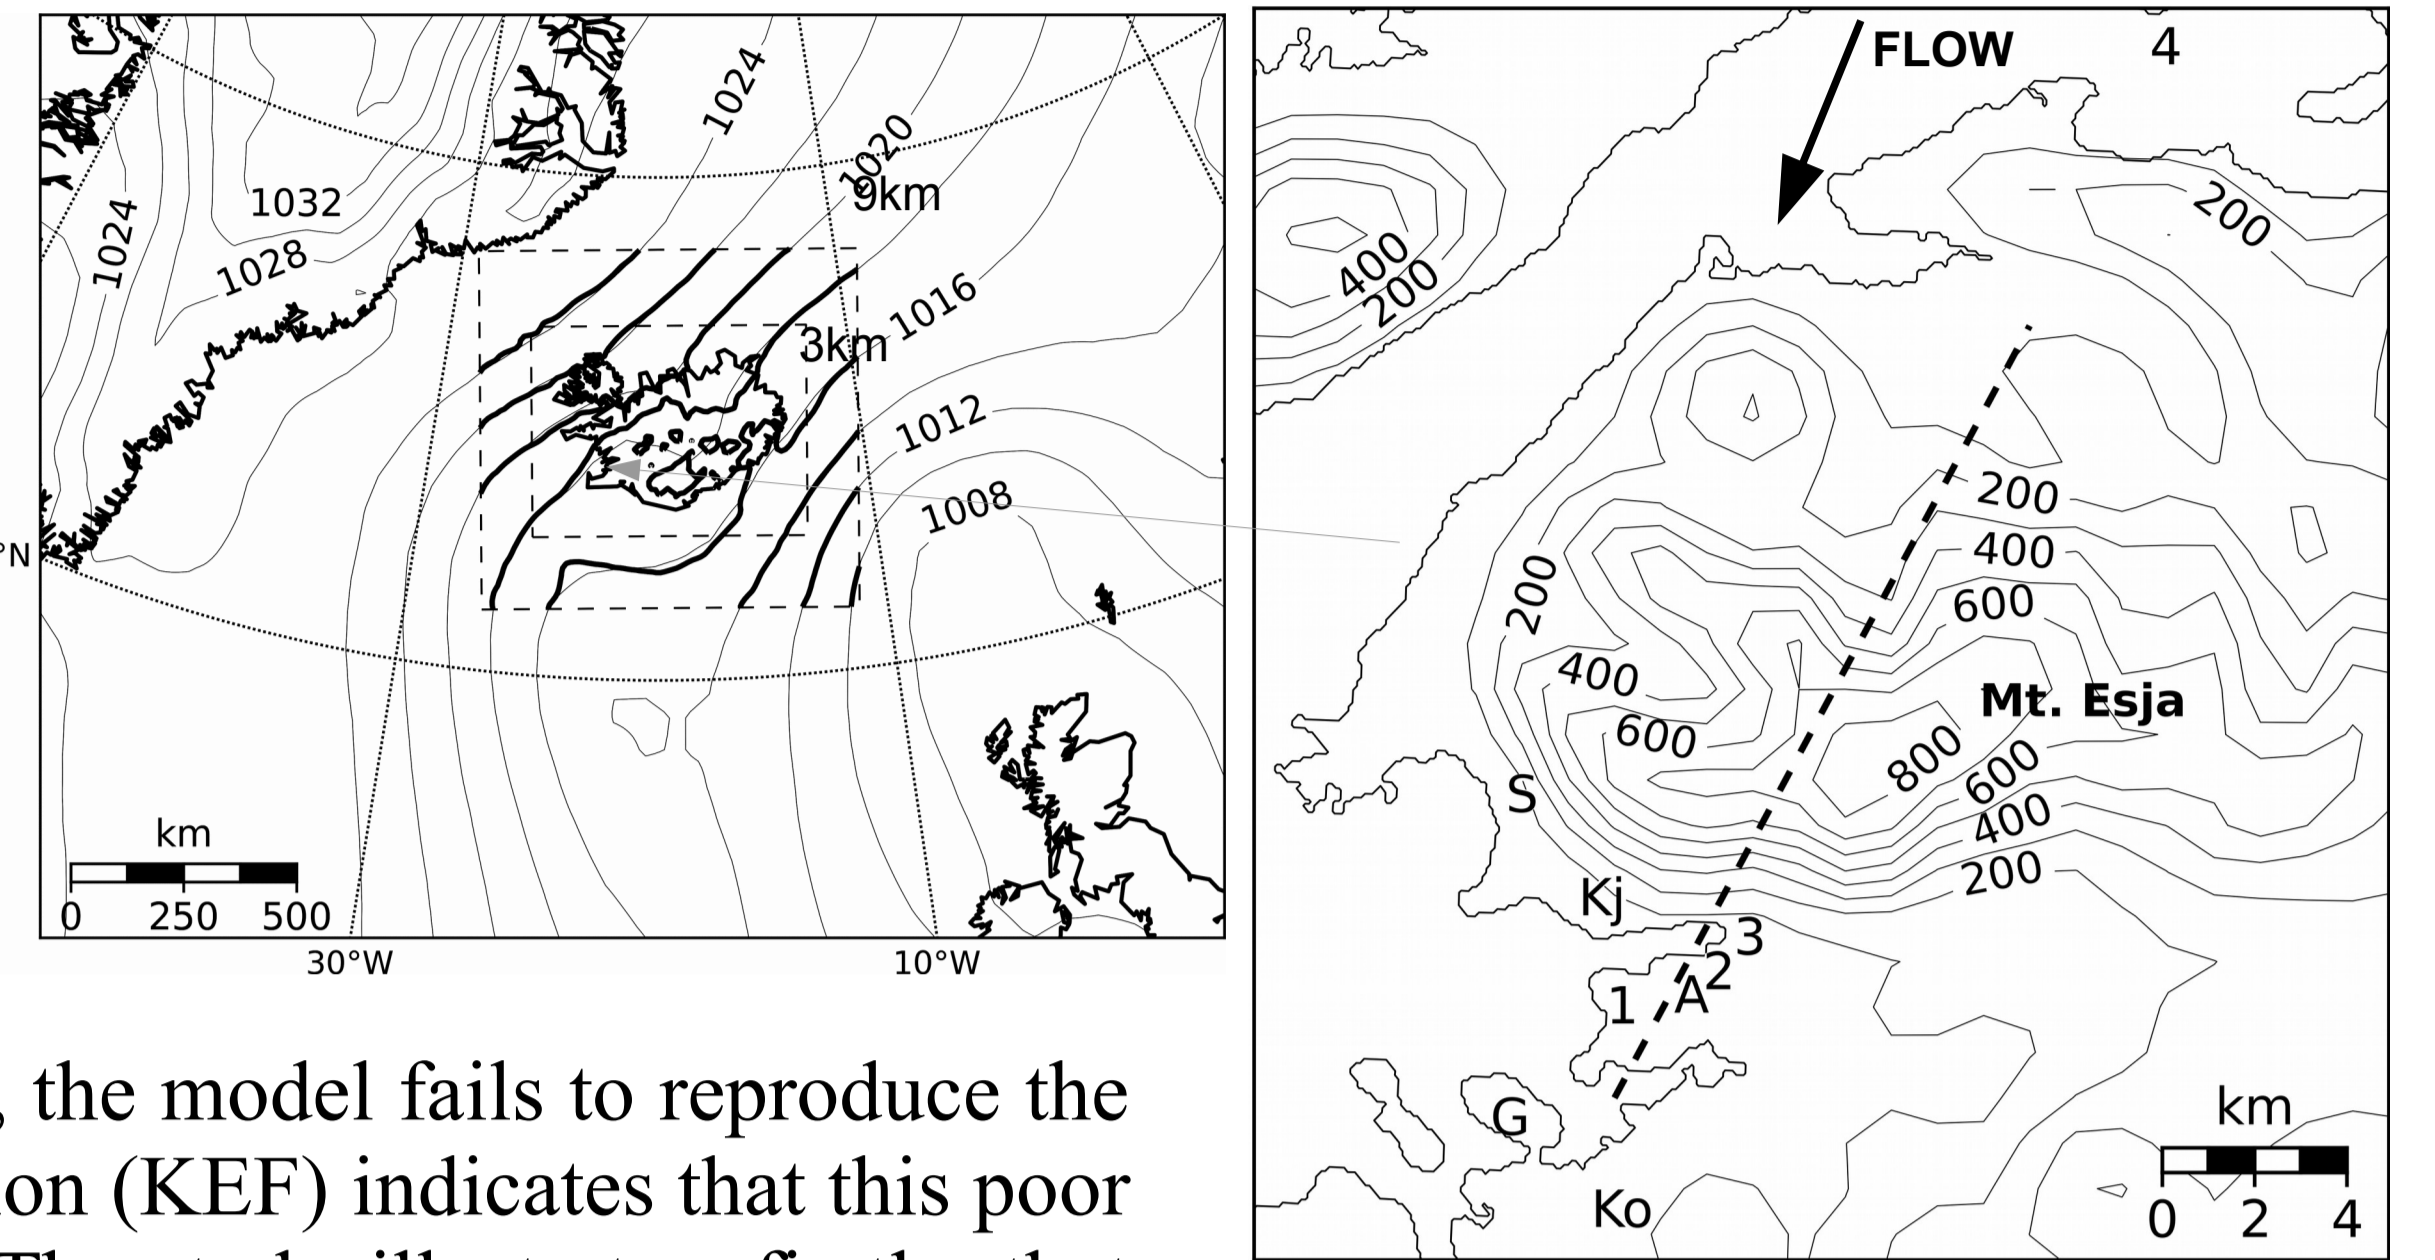 1024
1020
9km
1032
1024
1028
1016
3km
1012
1008
°N
km
0 250 500
30°W 10°W
, the model fails to reproduce the
on (KEF) indicates that this poor
FLOW
4
200
400
200
200
400
200
600
400
Mt. Esja
600
800
600
S
400
200
Kj
3
2
A
1
G
km
Ko
0 2 4